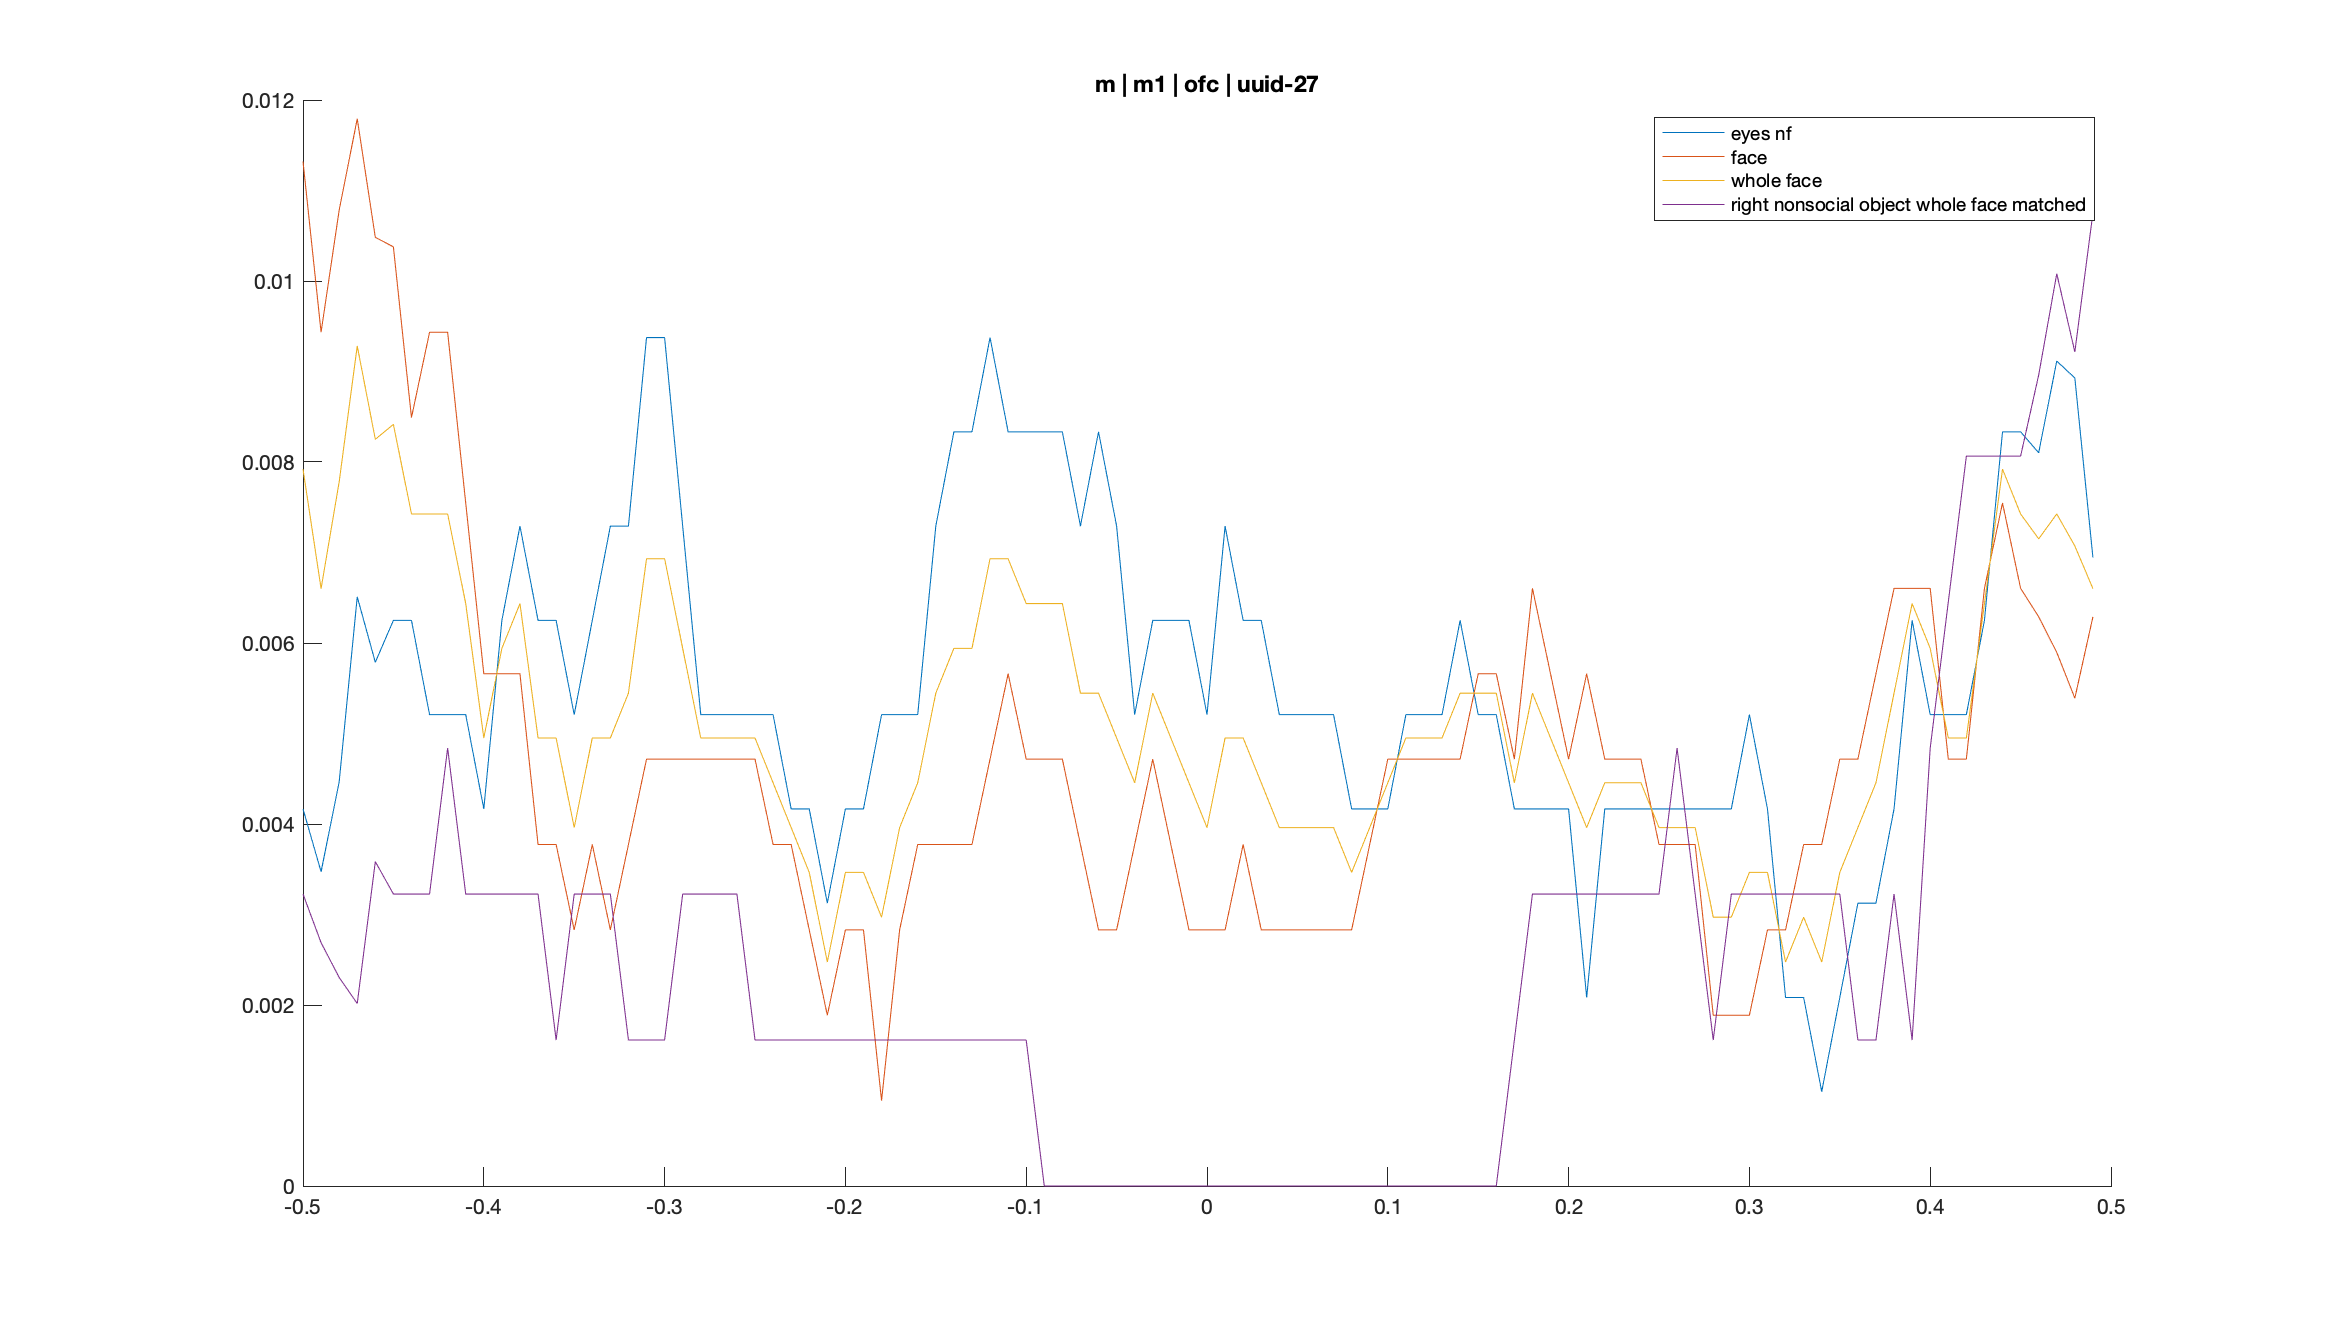 m | m1 | ofc | uuid-27
0.012
0.01
0.008
0.006
0.004
0.002
0
eyes nf
face
whole face
right nonsocial object whole face matched
-0.5 -0.4 -0.3 -0.2 -0.1 0 0.1 0.2 0.3 0.4 0.5